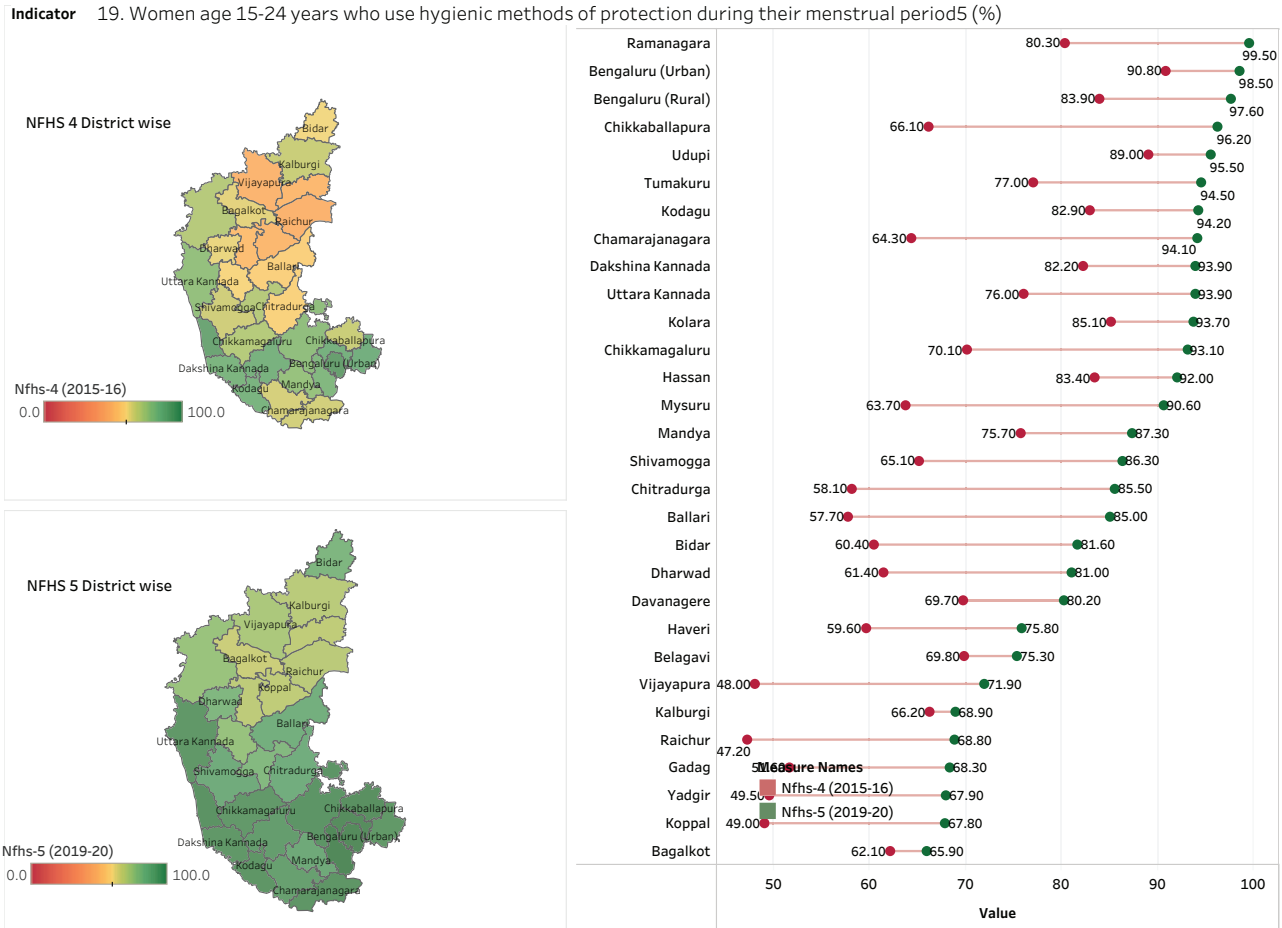 Indicator 19. Women age 15-24 years who use hygienic methods of protection during their menstrual period5 (%)
NFHS 4 District wise
Bidar
Kalburgi
Vijayapura
Bagalkot
Raichur
Dharwad
Ballari
Uttara Kannada
Shivamogga
Chitradurga
Chikkamagaluru
Chikkaballapura
Dakshina Kannada
Bengaluru (Urban)
Kodagu
Mandya
Chamarajanagara
Nfhs-4 (2015-16)
0.0 100.0
NFHS 5 District wise
Bidar
Kalburgi
Vijayapura
Bagalkot
Raichur
Koppal
Dharwad
Ballari
Uttara Kannada
Shivamogga
Chitradurga
Chikkamagaluru
Chikkaballapura
Dakshina Kannada
Bengaluru (Urban)
Kodagu
Mandya
Chamarajanagara
Nfhs-5 (2019-20)
0.0 100.0
Ramanagara 80.30 99.50
Bengaluru (Urban) 90.80 98.50
Bengaluru (Rural) 83.90 97.60
Chikkaballapura 66.10 96.20
Udupi 89.00 95.50
Tumakuru 77.00 94.50
Kodagu 82.90 94.20
Chamarajanagara 64.30 94.10
Dakshina Kannada 82.20 93.90
Uttara Kannada 76.00 93.90
Kolara 85.10 93.70
Chikkamagaluru 70.10 93.10
Hassan 83.40 92.00
Mysuru 63.70 90.60
Mandya 75.70 87.30
Shivamogga 65.10 86.30
Chitradurga 58.10 85.50
Ballari 57.70 85.00
Bidar 60.40 81.60
Dharwad 61.40 81.00
Davanagere 69.70 80.20
Haveri 59.60 75.80
Belagavi 69.80 75.30
Vijayapura 48.00 71.90
Kalburgi 66.20 68.90
Raichur 47.20 68.80
Gadag 68.30
Yadgir 49.50 67.90
Koppal 49.00 67.80
Bagalkot 62.10 65.90
Measure Names
Nfhs-4 (2015-16)
Nfhs-5 (2019-20)
50 60 70 80 90 100
Value